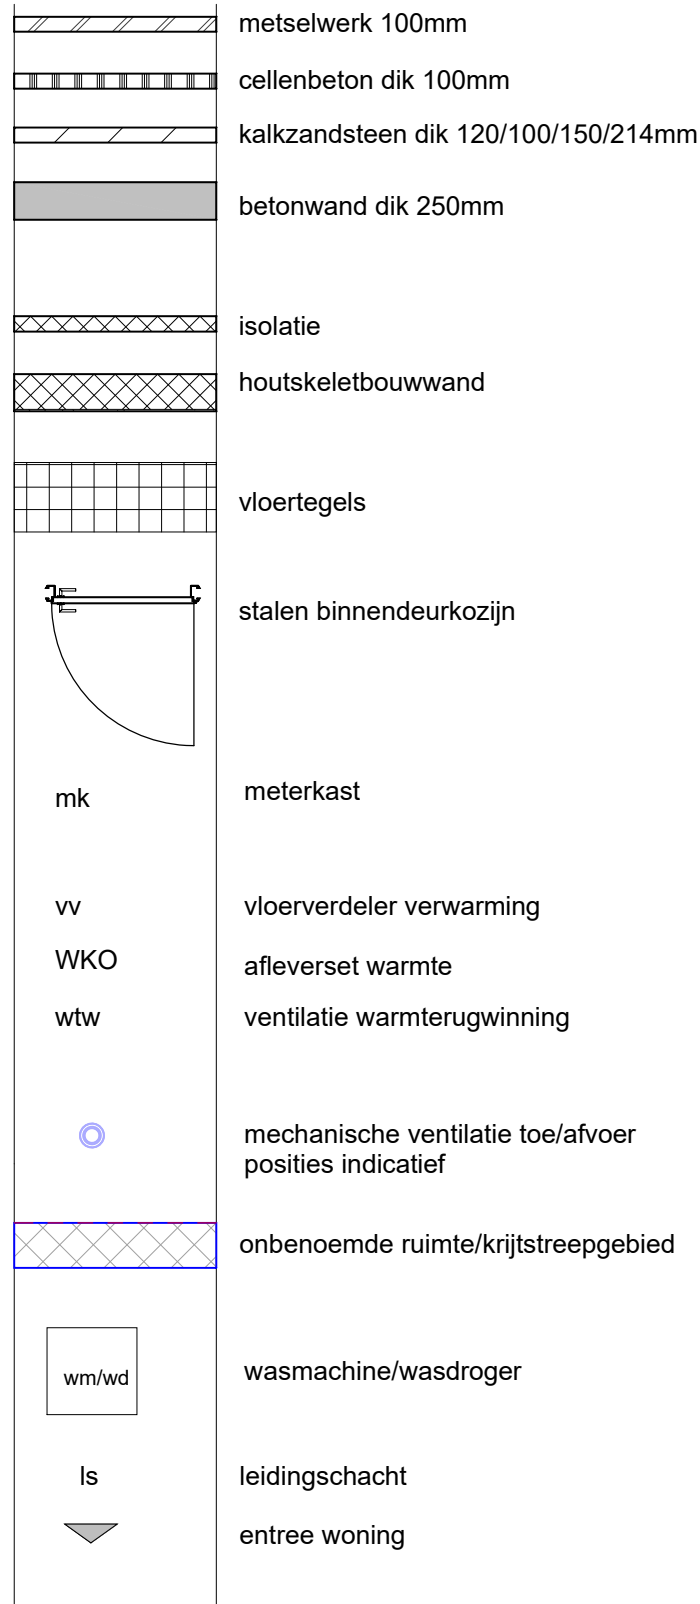 metselwerk 100mm
cellenbeton dik 100mm
kalkzandsteen dik 120/100/150/214mm
betonwand dik 250mm
isolatie
houtskeletbouwwand
vloertegels
stalen binnendeurkozijn
mk meterkast
vv vloerverdeler verwarming
WKO afleverset warmte
wtw ventilatie warmterugwinning
mechanische ventilatie toe/afvoer
posities indicatief
onbenoemde ruimte/krijtstreepgebied
wm/wd wasmachine/wasdroger
ls leidingschacht
entree woning